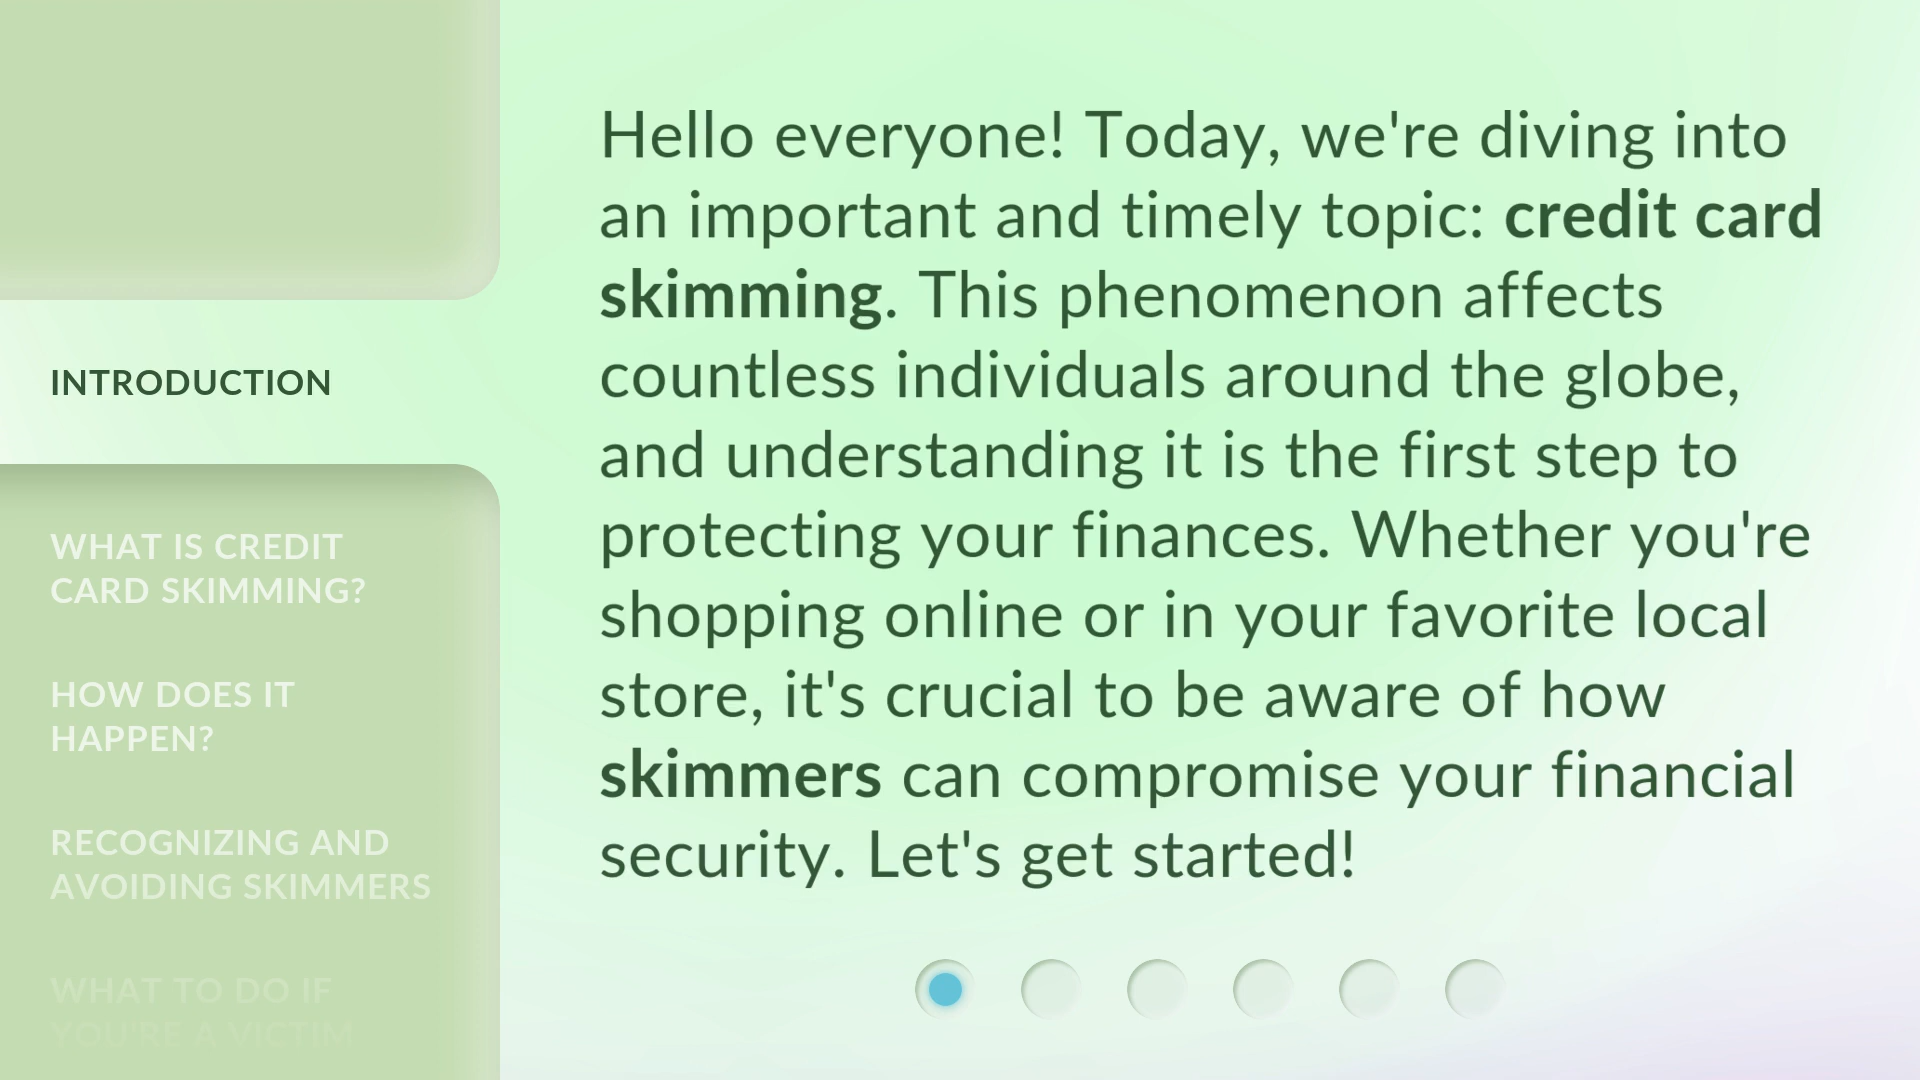 INTRODUCTION
WHAT IS CREDIT
CARD SKIMMING?
HOW DOES IT
HAPPEN?
RECOGNIZING AND
AVOIDING SKIMMERS
WHAT TO DO IF
YOU'RE A VICTIM
Hello everyone! Today, we're diving into
an important and timely topic: credit card
skimming. This phenomenon affects
countless individuals around the globe,
and understanding it is the first step to
protecting your finances. Whether you're
shopping online or in your favorite local
store, it's crucial to be aware of how
skimmers can compromise your financial
security. Let's get started!